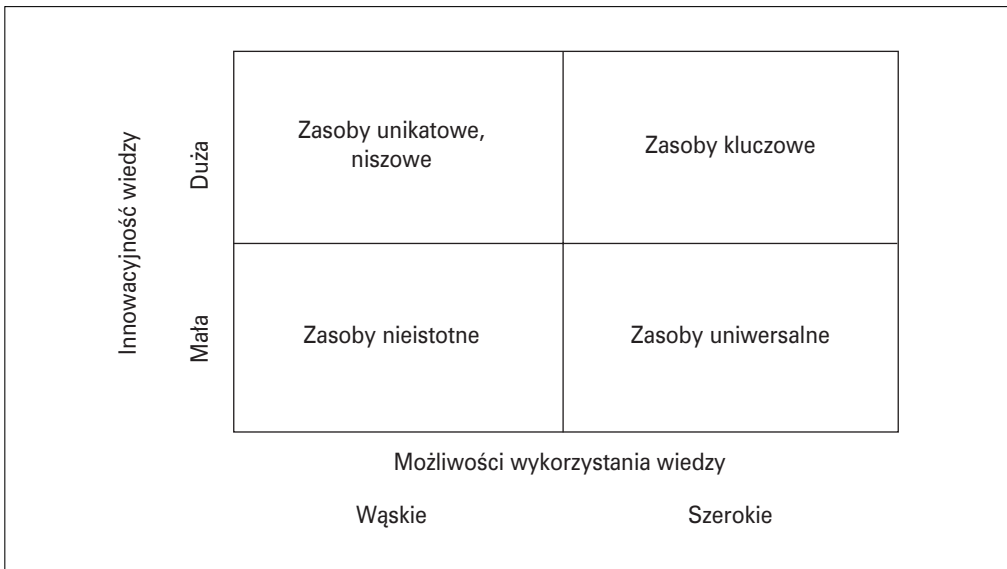 Innowacyjność wiedzy
Duża
Zasoby unikatowe,
niszowe
Zasoby kluczowe
Mała
Zasoby nieistotne
Zasoby uniwersalne
Możliwości wykorzystania wiedzy
Wąskie
Szerokie